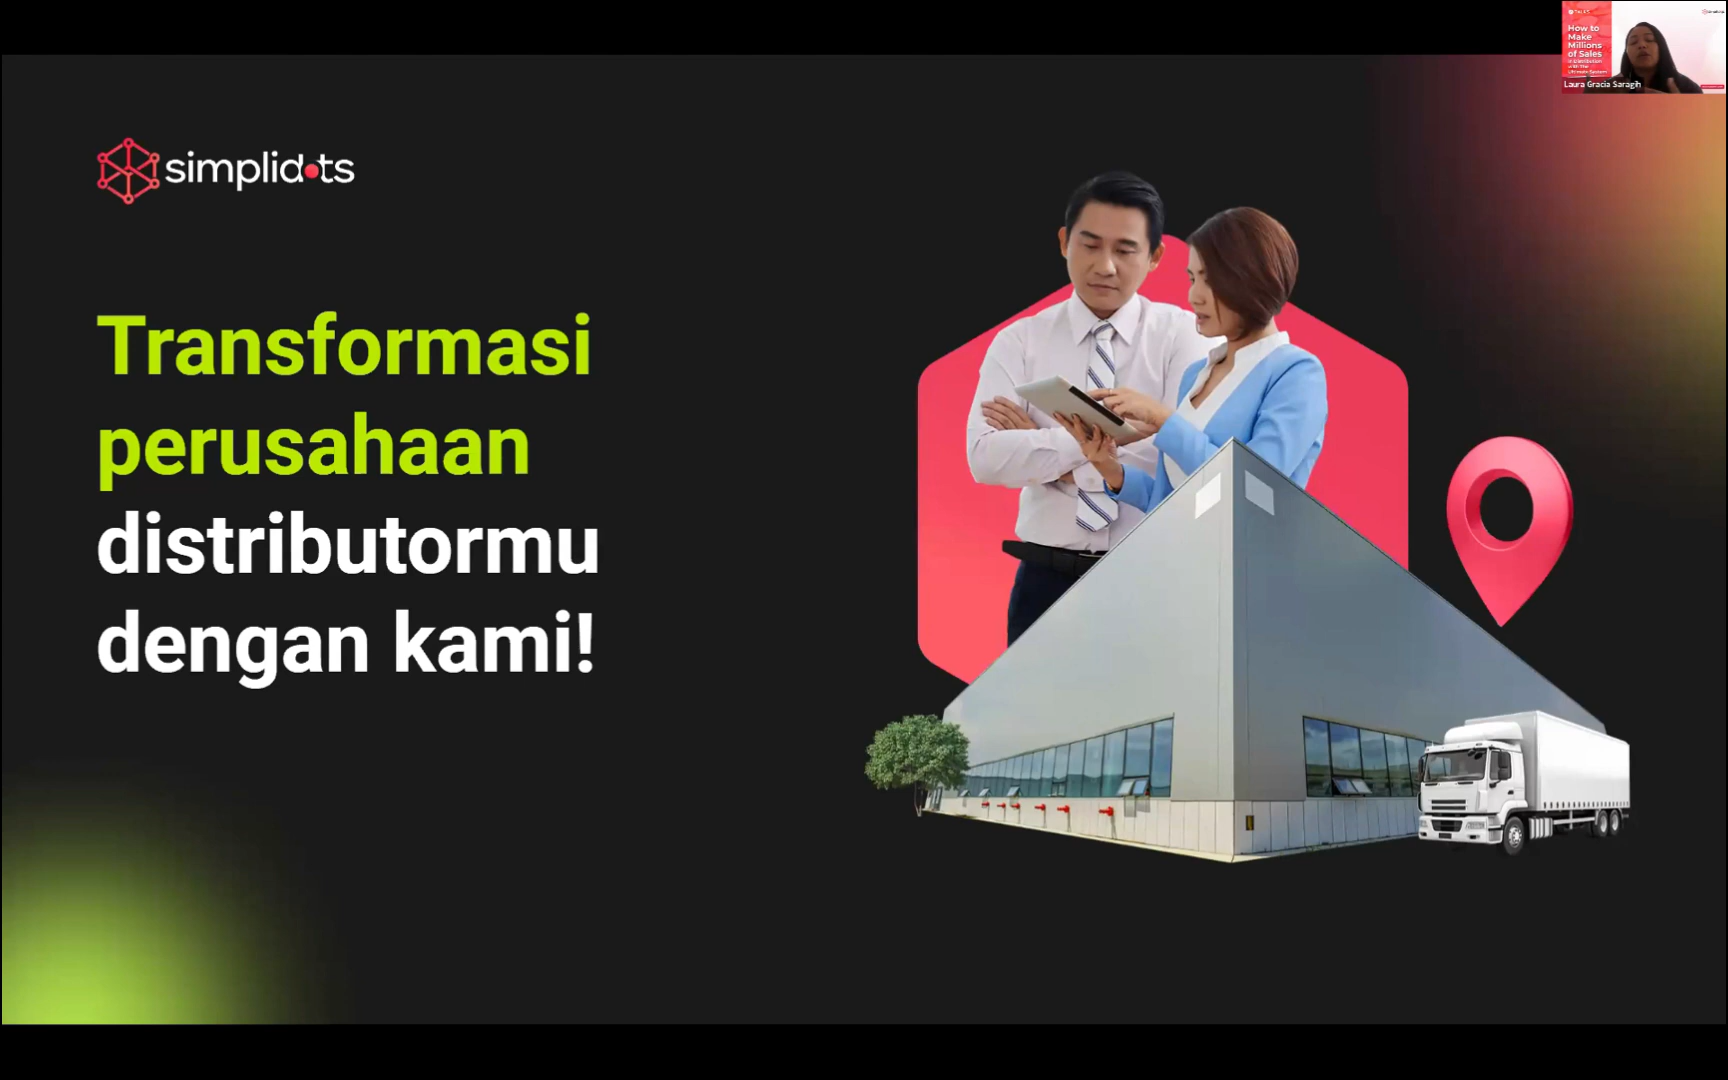 simplidots
Transformasi
perusahaan
distributormu
dengan kami!
How to
Make
Millions
of Sales
Laura Gracia Saragih